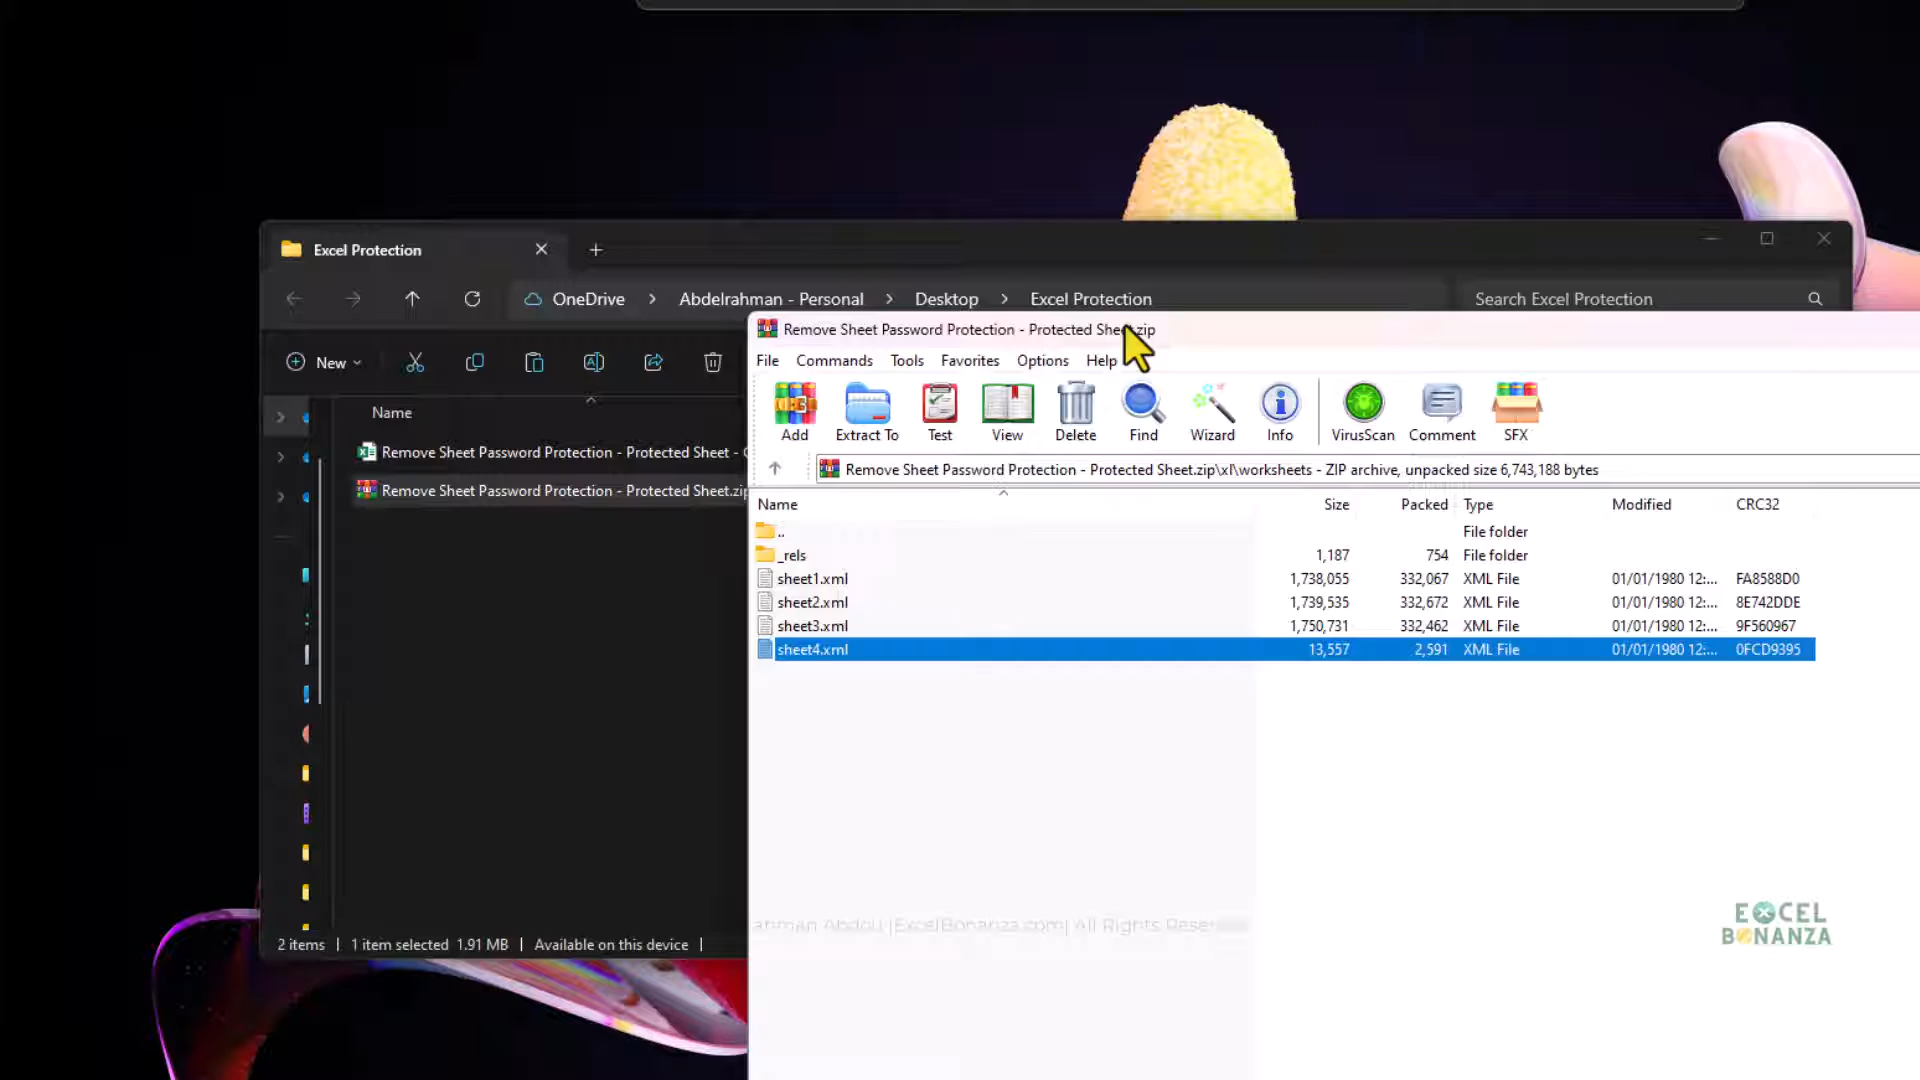 Excel Protection
OneDrive > Abdelrahman - Personal > Desktop > Excel Protection
Search Excel Protection
New
Name
Remove Sheet Password Protection - Protected Sheet -
Remove Sheet Password Protection - Protected Sheet.zip
2 items | 1 item selected 1.91 MB | Available on this device |
Remove Sheet Password Protection - Protected Sheet.zip
File Commands Tools Favorites Options Help
Add Extract To Test View Delete Find Wizard Info VirusScan Comment SFX
Remove Sheet Password Protection - Protected Sheet.zip\xl\worksheets - ZIP archive, unpacked size 6,743,188 bytes
Name Size Packed Type Modified CRC32
.. File folder
_rels 1,187 754 File folder
sheet1.xml 1,738,055 332,067 XML File 01/01/1980 12:... FA8588D0
sheet2.xml 1,739,535 332,672 XML File 01/01/1980 12:... 8E742DDE
sheet3.xml 1,750,731 332,462 XML File 01/01/1980 12:... 9F560967
sheet4.xml 13,557 2,591 XML File 01/01/1980 12:... 0FCD9395
|ExcelBonanza.com| All Rights
EXCEL
BONANZA